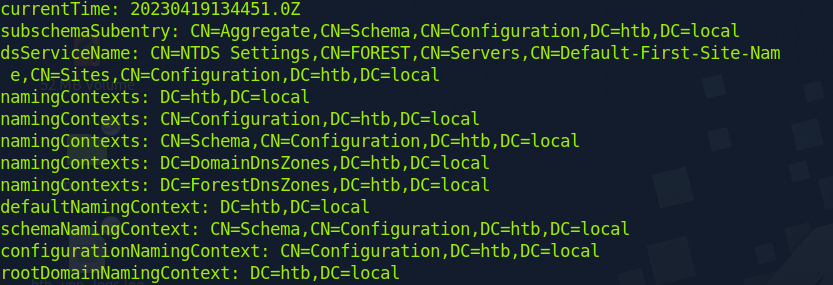 currentTime: 20230419134451.0Z
subschemaSubentry: CN=Aggregate,CN=Schema,CN=Configuration,DC=htb,DC=local
dsServiceName: CN=NTDS Settings,CN=FOREST,CN=Servers,CN=Default-First-Site-Nam
 e,CN=Sites,CN=Configuration,DC=htb,DC=local
namingContexts: DC=htb,DC=local
namingContexts: CN=Configuration,DC=htb,DC=local
namingContexts: CN=Schema,CN=Configuration,DC=htb,DC=local
namingContexts: DC=DomainDnsZones,DC=htb,DC=local
namingContexts: DC=ForestDnsZones,DC=htb,DC=local
defaultNamingContext: DC=htb,DC=local
schemaNamingContext: CN=Schema,CN=Configuration,DC=htb,DC=local
configurationNamingContext: CN=Configuration,DC=htb,DC=local
rootDomainNamingContext: DC=htb,DC=local